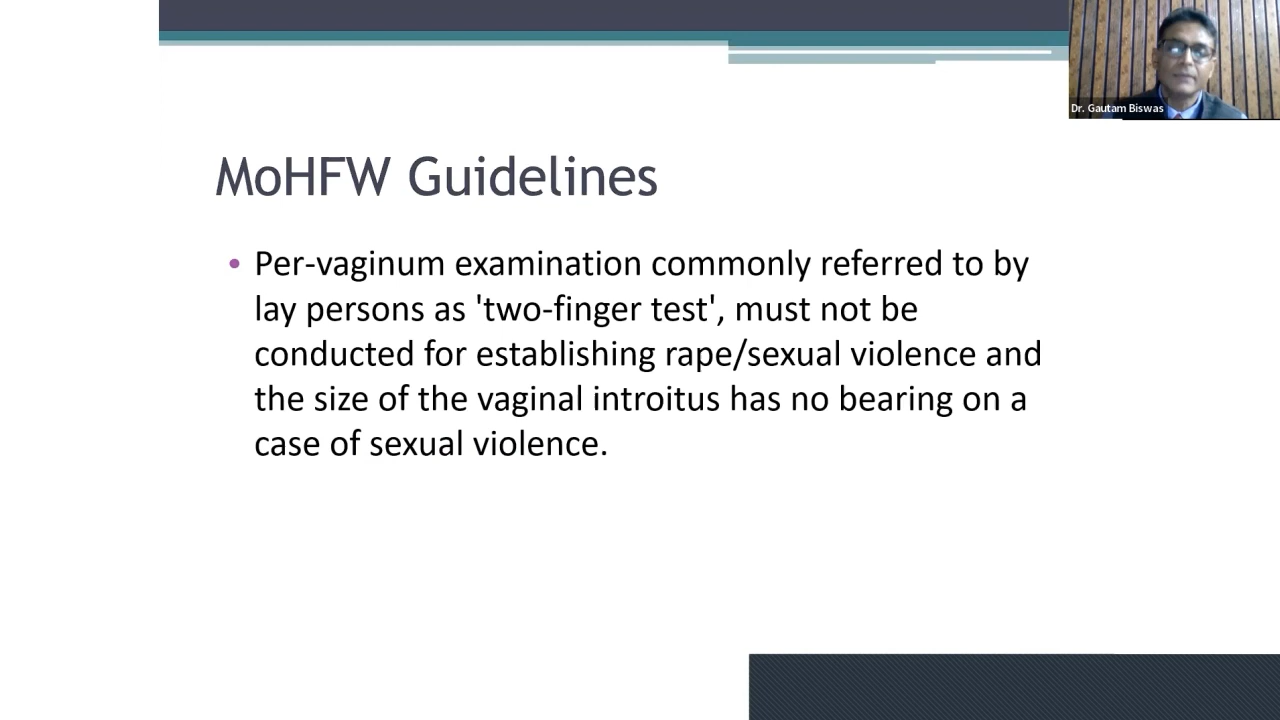 Dr. Gautam Biswas
MoHFW Guidelines
• Per-vaginum examination commonly referred to by
lay persons as 'two-finger test', must not be
conducted for establishing rape/sexual violence and
the size of the vaginal introitus has no bearing on a
case of sexual violence.